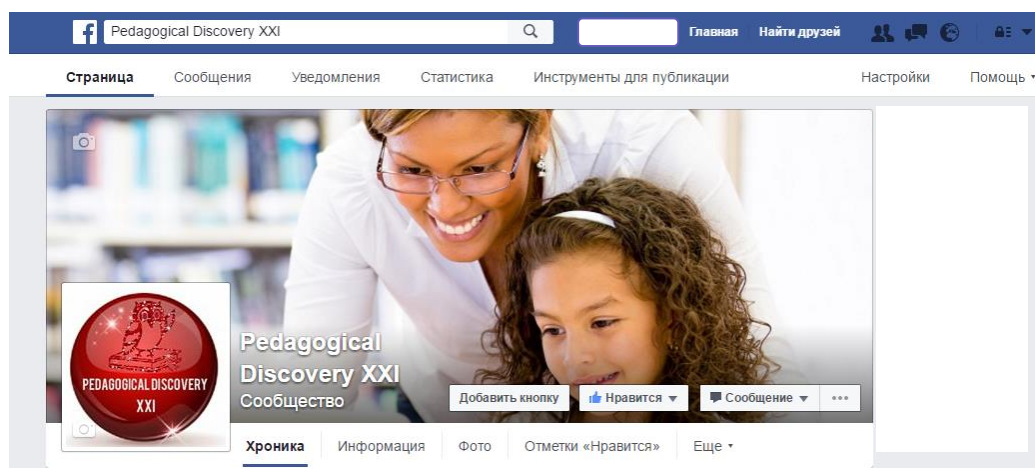 Pedagogical Discovery XXI
Главная Найти друзей
Страница Сообщения Уведомления Статистика Инструменты для публикации Настройки Помощь
PEDAGOGICAL DISCOVERY
XXI
Pedagogical
Discovery XXI
Сообщество
Добавить кнопку Нравится Сообщение
Хроника Информация Фото Отметки «Нравится» Еще